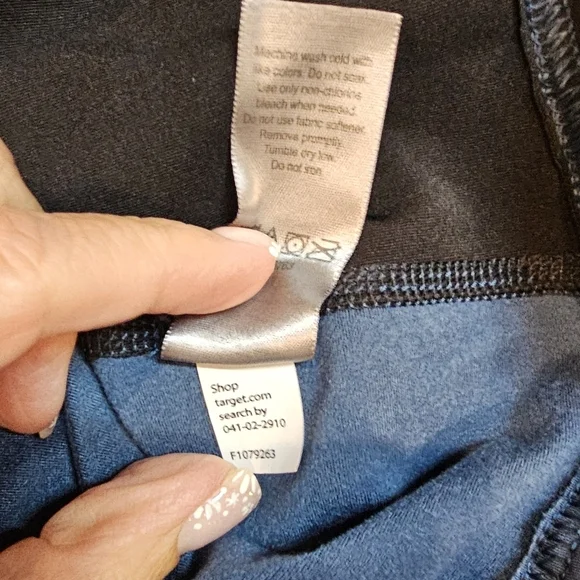 Machine wash cold with
like colors. Do not soak.
Use only non-chlorine
bleach when needed.
Do not use fabric softener.
Remove promptly.
Tumble dry low.
Do not iron.
Shop
target.com
search by
041-02-2910
F1079263